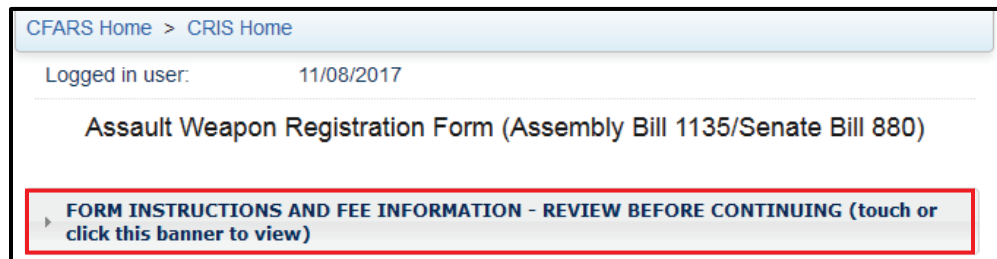 CFARS Home > CRIS Home
Logged in user: 11/08/2017
Assault Weapon Registration Form (Assembly Bill 1135/Senate Bill 880)
FORM INSTRUCTIONS AND FEE INFORMATION - REVIEW BEFORE CONTINUING (touch or
click this banner to view)